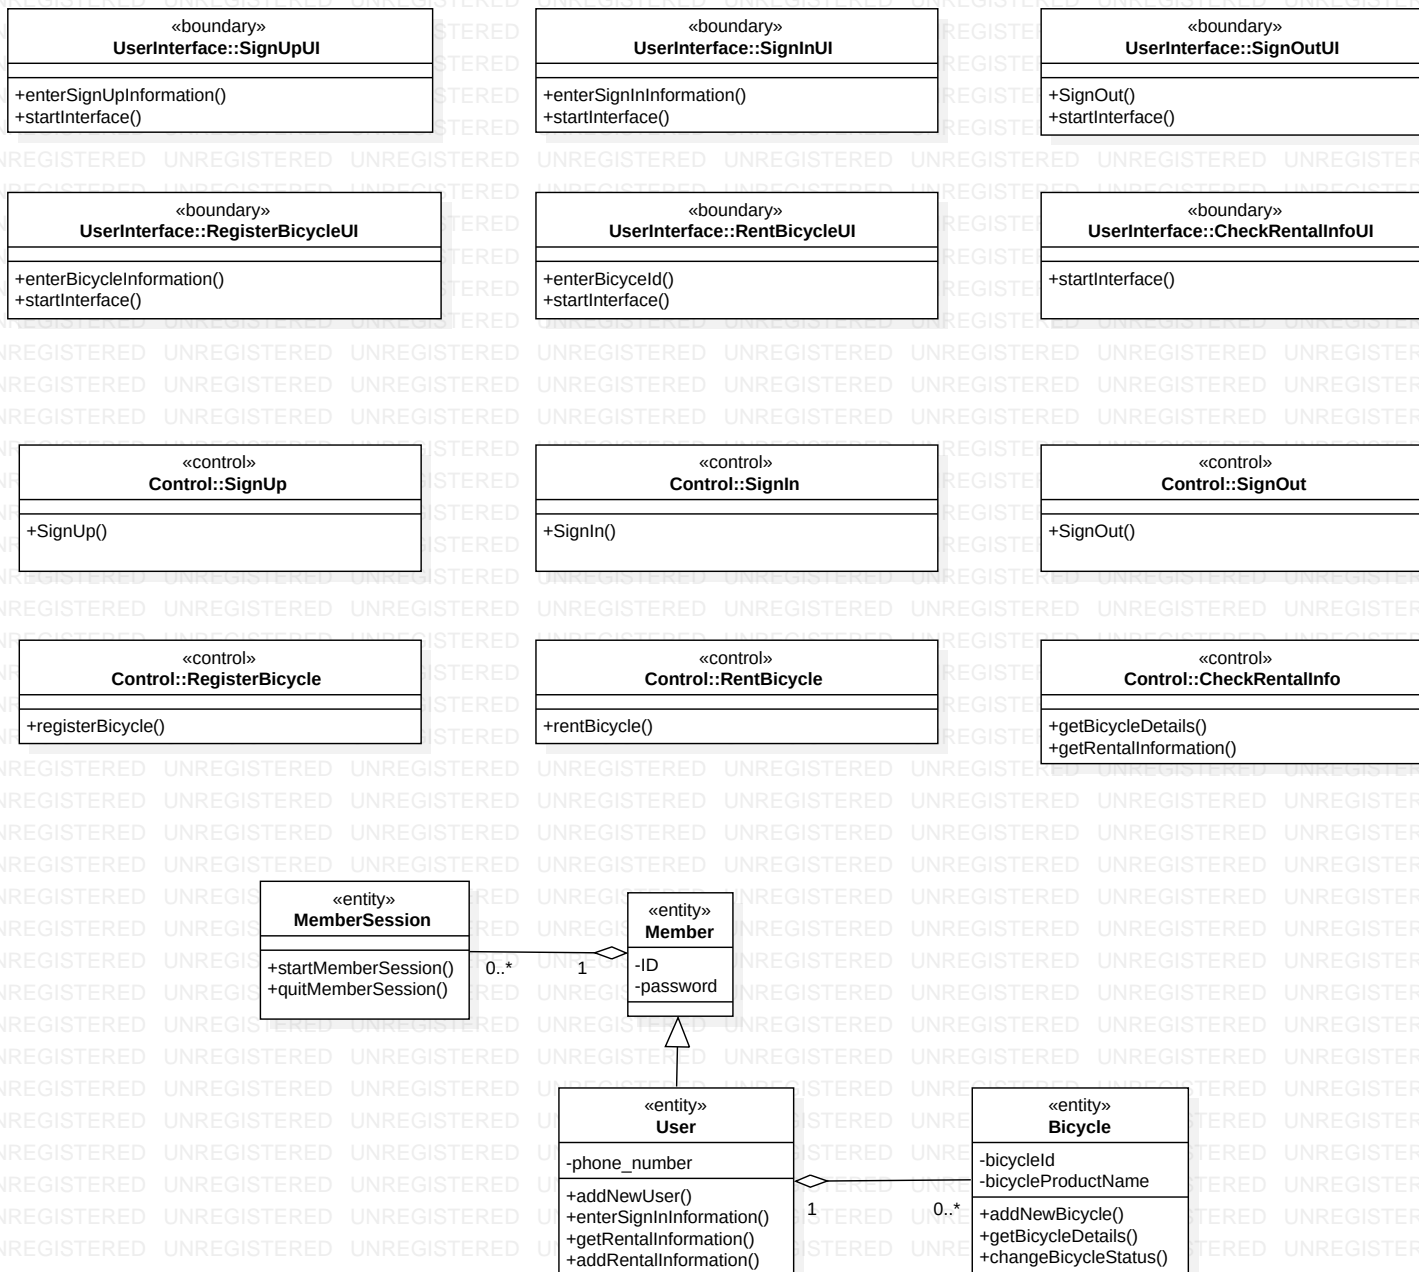 «boundary»
UserInterface::SignUpUI
+enterSignUpInformation()
+startInterface()
«boundary»
UserInterface::SignInUI
+enterSignInInformation()
+startInterface()
«boundary»
UserInterface::SignOutUI
+SignOut()
+startInterface()
«boundary»
UserInterface::RegisterBicycleUI
+enterBicycleInformation()
+startInterface()
«boundary»
UserInterface::RentBicycleUI
+enterBicyceId()
+startInterface()
«boundary»
UserInterface::CheckRentalInfoUI
+startInterface()
«control»
Control::SignUp
+SignUp()
«control»
Control::SignIn
+SignIn()
«control»
Control::SignOut
+SignOut()
«control»
Control::RegisterBicycle
+registerBicycle()
«control»
Control::RentBicycle
+rentBicycle()
«control»
Control::CheckRentalInfo
+getBicycleDetails()
+getRentalInformation()
«entity»
MemberSession
+startMemberSession()
+quitMemberSession()
0..*
1
«entity»
Member
-ID
-password
«entity»
User
-phone_number
+addNewUser()
+enterSignInInformation()
+getRentalInformation()
+addRentalInformation()
1
0..*
«entity»
Bicycle
-bicycleId
-bicycleProductName
+addNewBicycle()
+getBicycleDetails()
+changeBicycleStatus()
UNREGISTERED